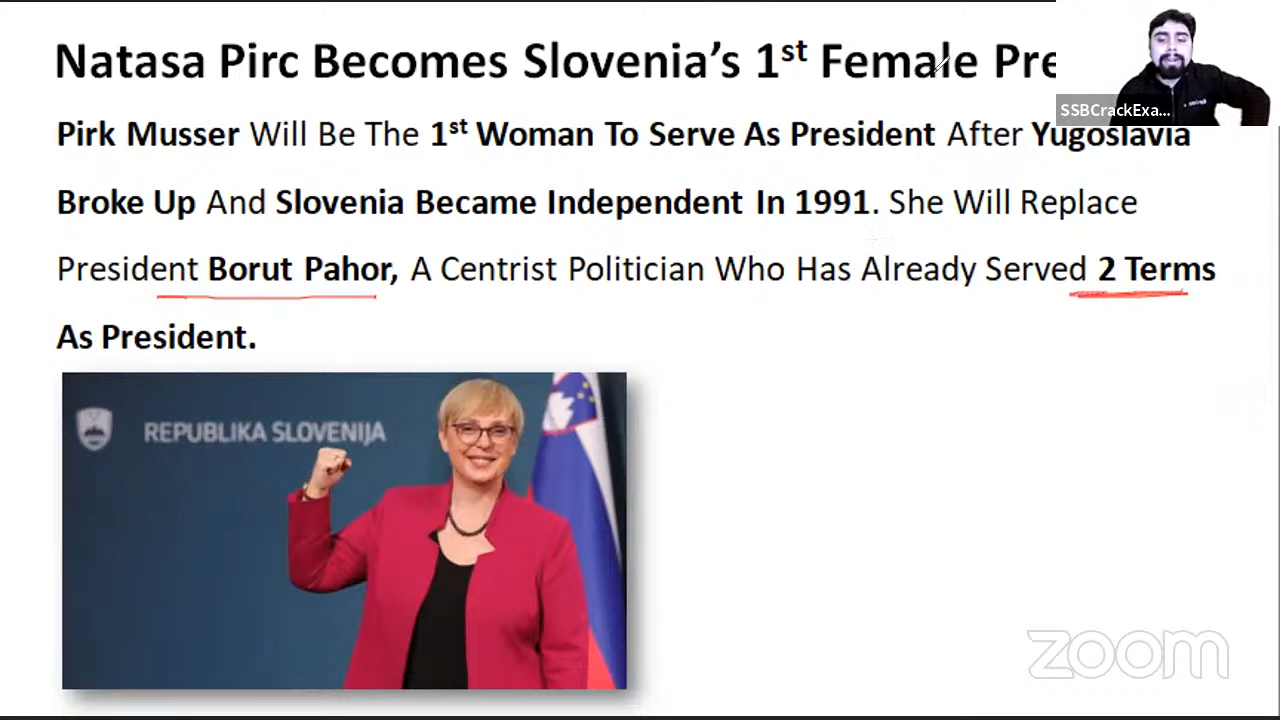 Natasa Pirc Becomes Slovenia’s 1st Female Pre
SSBCrackExa...
Pirk Musser Will Be The 1st Woman To Serve As President After Yugoslavia
Broke Up And Slovenia Became Independent In 1991. She Will Replace
President Borut Pahor, A Centrist Politician Who Has Already Served 2 Terms
As President.
REPUBLIKA SLOVENIJA
zoom